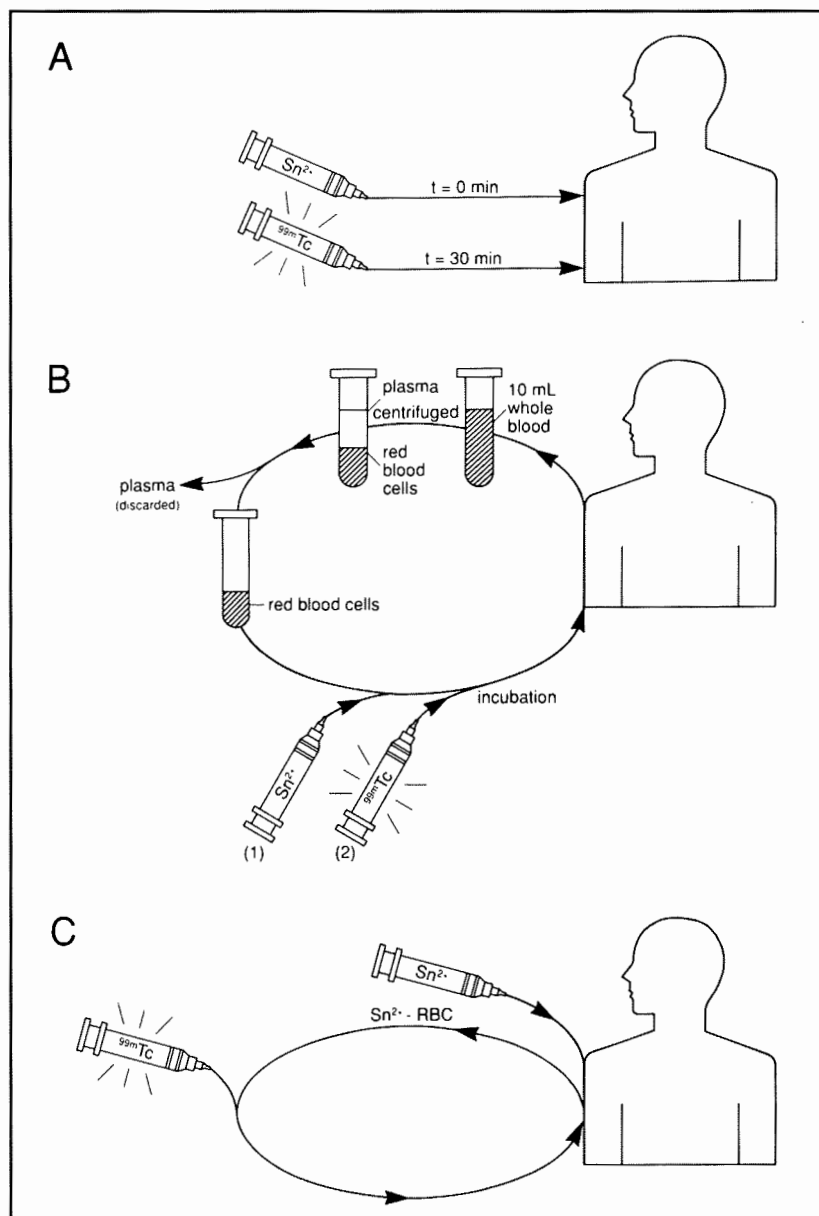 A
Sn²⁺
t = 0 min
⁹⁹ᵐTc
t = 30 min
B
plasma
centrifuged
red
blood
cells
10 mL
whole
blood
plasma
(discarded)
red blood cells
incubation
Sn²⁺
⁹⁹ᵐTc
(1)
(2)
C
Sn²⁺
Sn²⁺ - RBC
⁹⁹ᵐTc